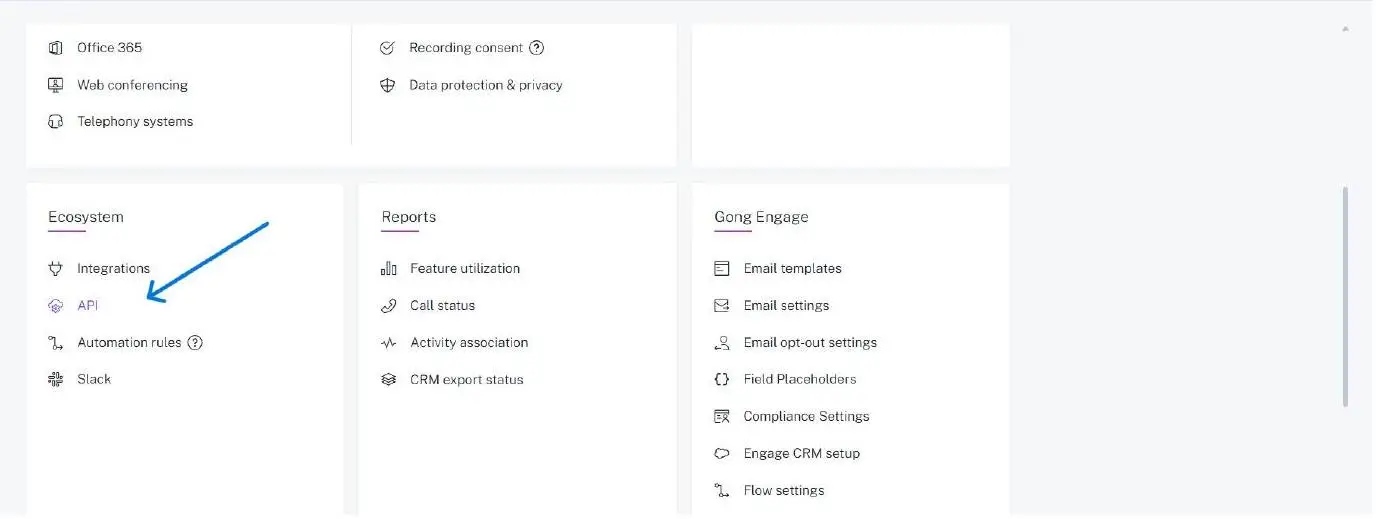 Office 365
Web conferencing
Telephony systems
Recording consent
Data protection & privacy
Ecosystem
Integrations
API
Automation rules
Slack
Reports
Feature utilization
Call status
Activity association
CRM export status
Gong Engage
Email templates
Email settings
Email opt-out settings
Field Placeholders
Compliance Settings
Engage CRM setup
Flow settings